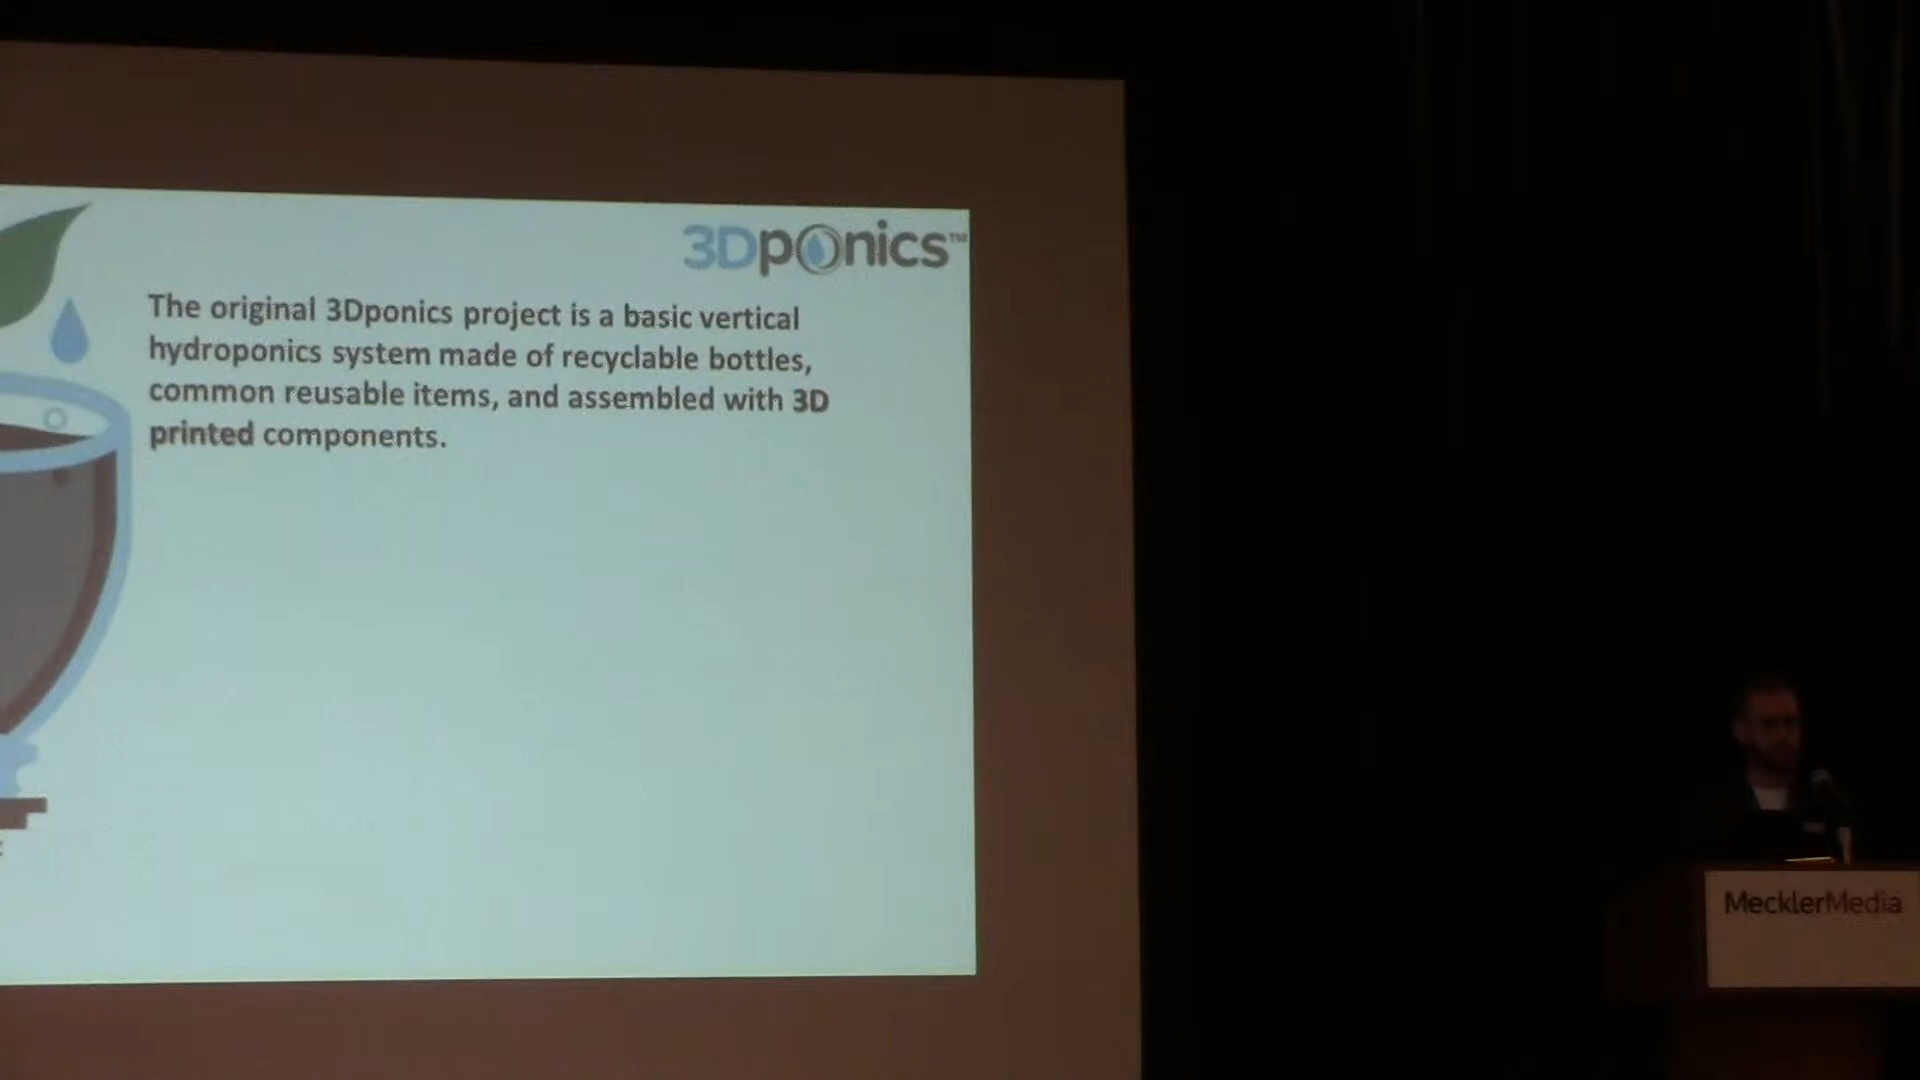 3Dponics™
The original 3Dponics project is a basic vertical
hydroponics system made of recyclable bottles,
common reusable items, and assembled with 3D
printed components.
MecklerMedia